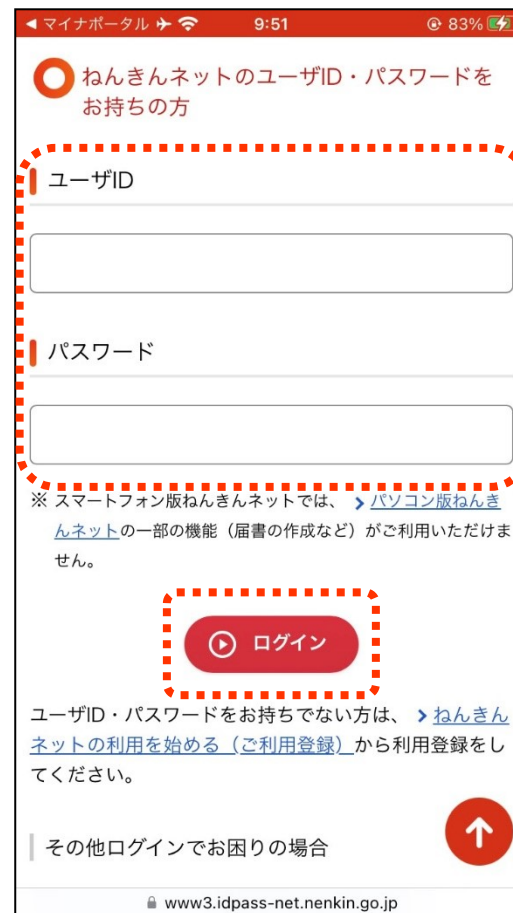 マイナポータル 9:51 83%
ねんきんネットのユーザID・パスワードを
お持ちの方
ユーザID
パスワード
※ スマートフォン版ねんきんネットでは、 パソコン版ねんき
んネットの一部の機能（届書の作成など）がご利用いただけま
せん。
ログイン
ユーザID・パスワードをお持ちでない方は、 ねんきん
ネットの利用を始める（ご利用登録）から利用登録をし
てください。
その他ログインでお困りの場合
www3.idpass-net.nenkin.go.jp